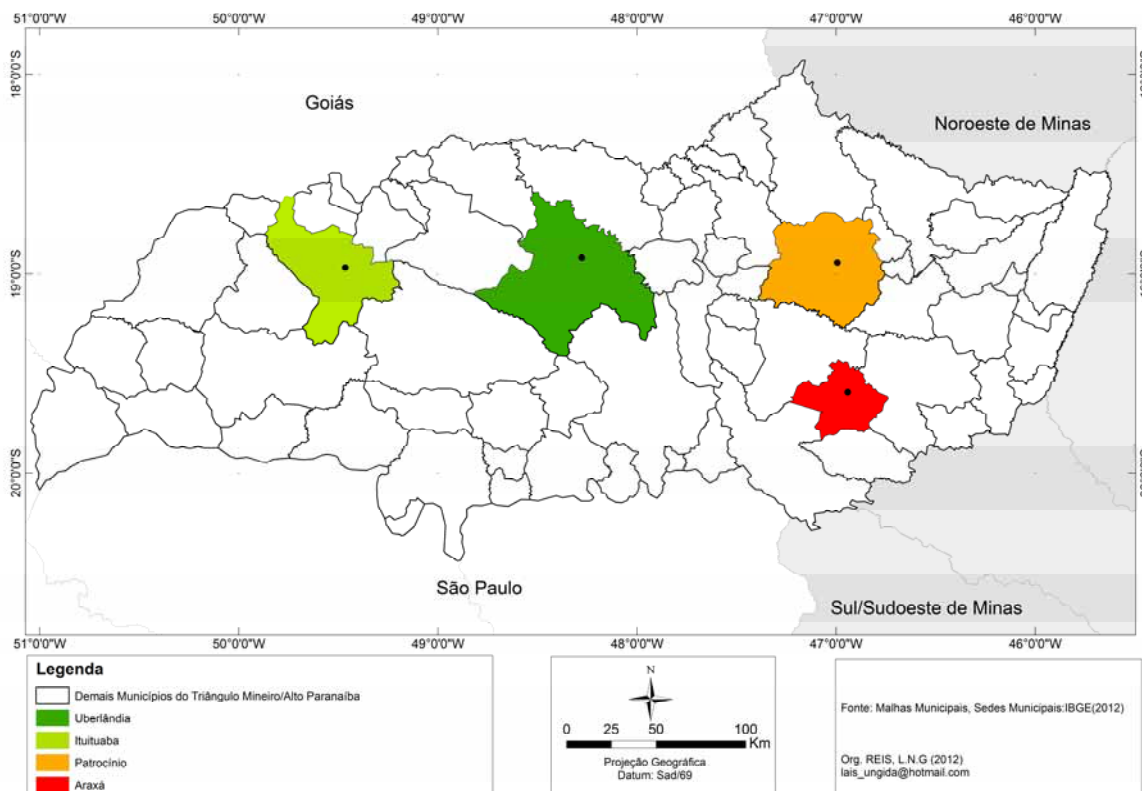 51°0'0"W 50°0'0"W 49°0'0"W 48°0'0"W 47°0'0"W 46°0'0"W
18°0'0"S
19°0'0"S
20°0'0"S
Goiás
Noroeste de Minas
São Paulo
Sul/Sudoeste de Minas
51°0'0"W 50°0'0"W 49°0'0"W 48°0'0"W 47°0'0"W 46°0'0"W
Legenda
Demais Municípios do Triângulo Mineiro/Alto Paranaíba
Uberlândia
Ituituaba
Patrocínio
Araxá
N
0 25 50 100
Km
Projeção Geográfica
Datum: Sad/69
Fonte: Malhas Municipais, Sedes Municipais:IBGE(2012)
Org. REIS, L.N.G (2012)
lais_ungida@hotmail.com